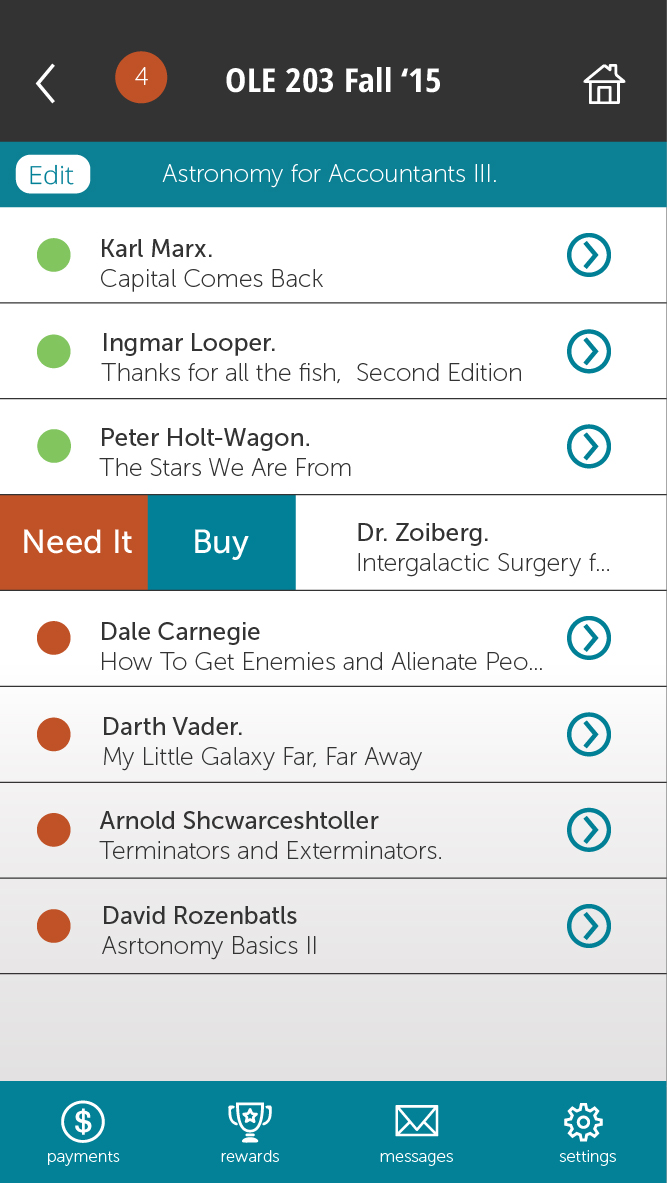 4 OLE 203 Fall ‘15
Edit Astronomy for Accountants III.
Karl Marx.
Capital Comes Back
Ingmar Looper.
Thanks for all the fish,  Second Edition
Peter Holt-Wagon.
The Stars We Are From
Need It Buy
Dr. Zoiberg.
Intergalactic Surgery f...
Dale Carnegie
How To Get Enemies and Alienate Peo...
Darth Vader.
My Little Galaxy Far, Far Away
Arnold Shcwarceshtoller
Terminators and Exterminators.
David Rozenbatls
Asrtonomy Basics II
$
payments rewards messages settings